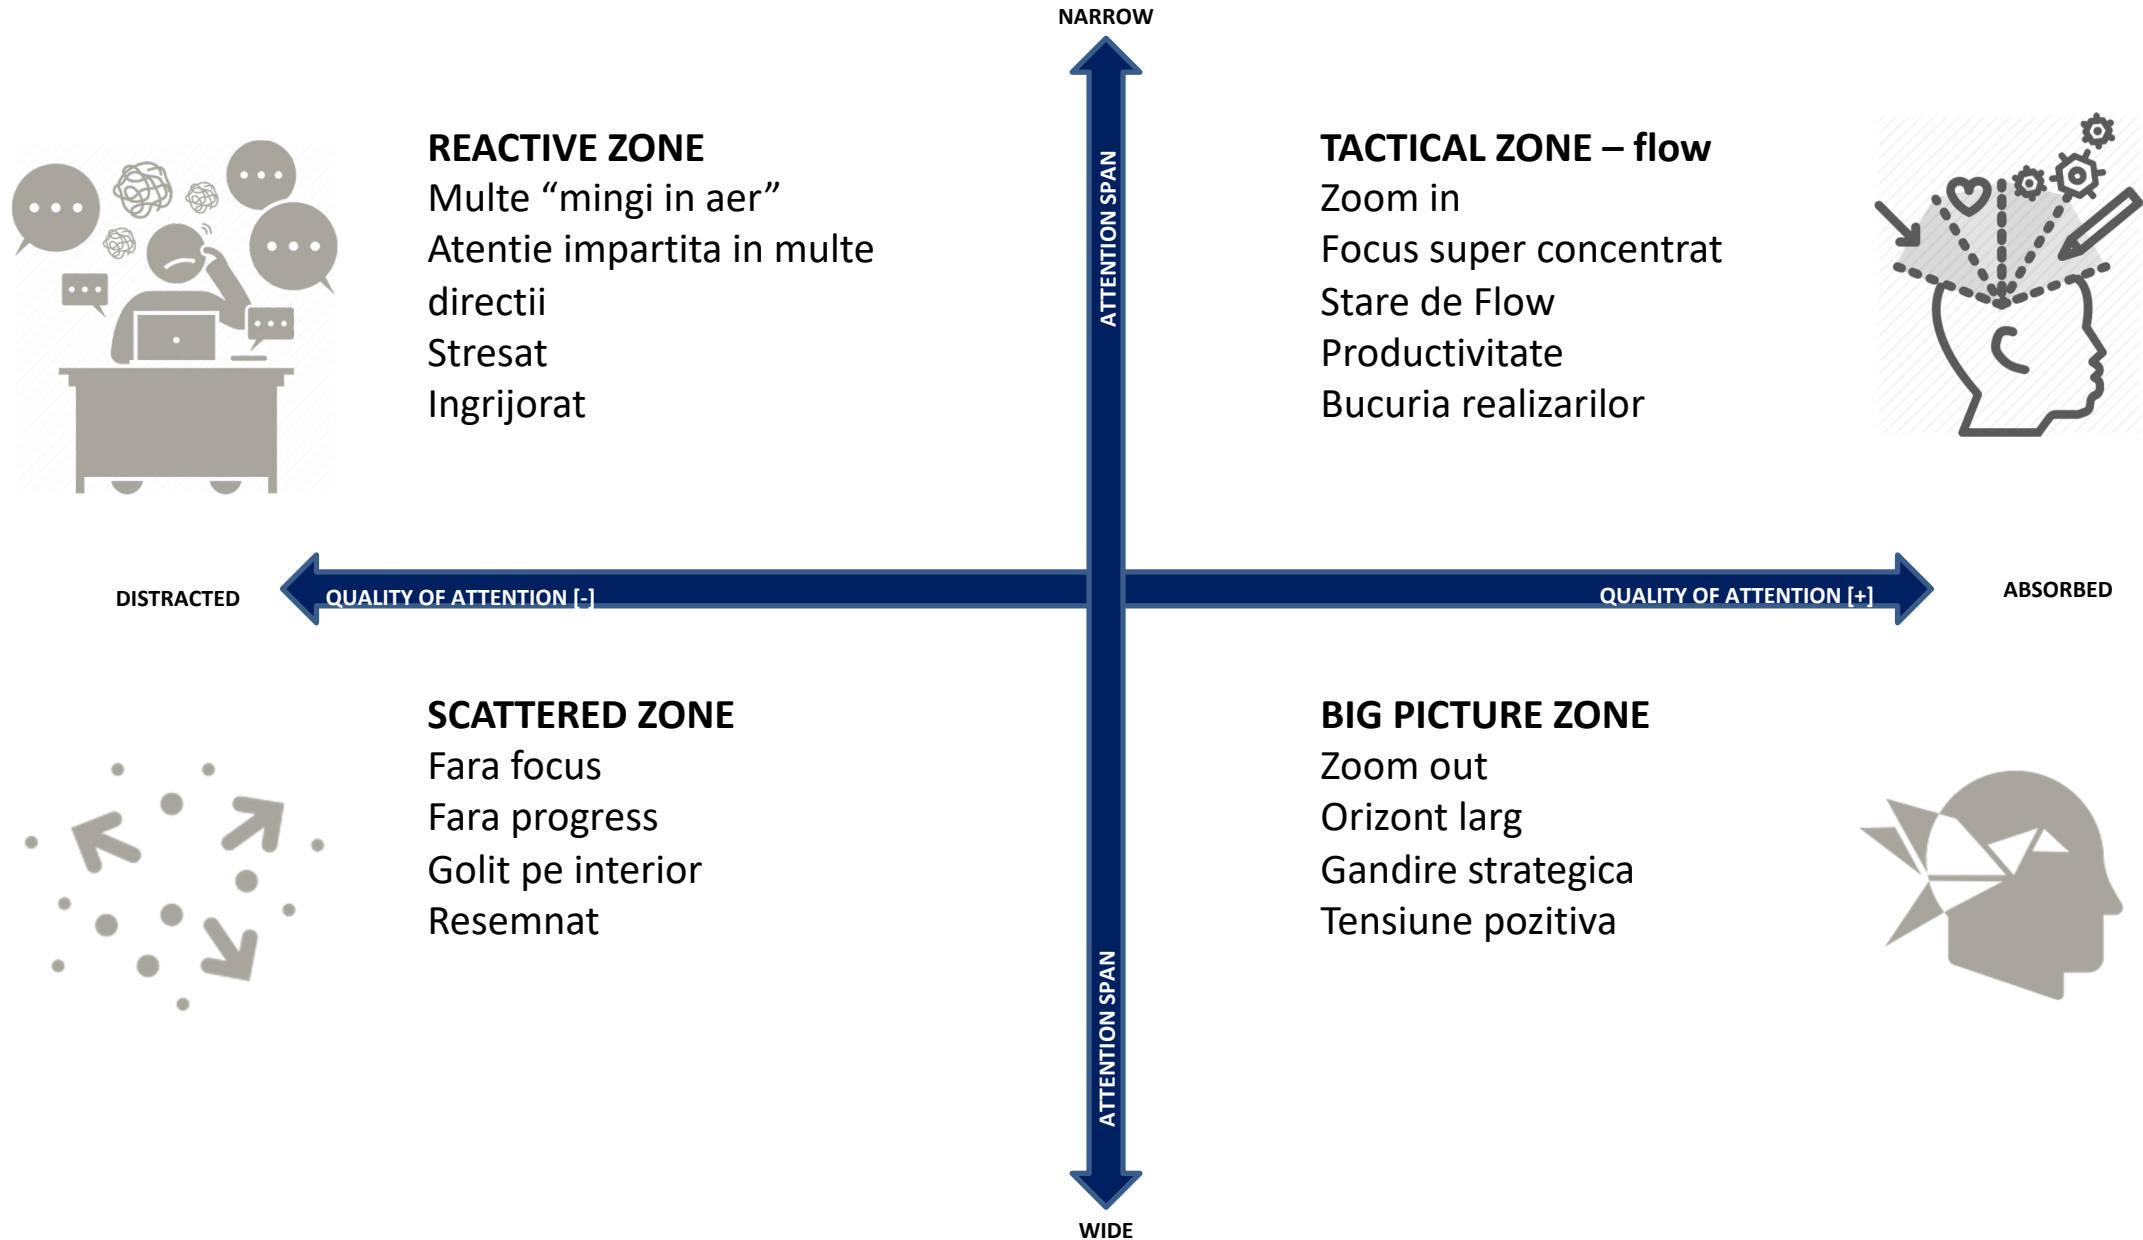 NARROW
ATTENTION SPAN
REACTIVE ZONE
Multe “mingi in aer”
Atentie impartita in multe
directii
Stresat
Ingrijorat
TACTICAL ZONE – flow
Zoom in
Focus super concentrat
Stare de Flow
Productivitate
Bucuria realizarilor
DISTRACTED
QUALITY OF ATTENTION [-]
QUALITY OF ATTENTION [+]
ABSORBED
SCATTERED ZONE
Fara focus
Fara progress
Golit pe interior
Resemnat
BIG PICTURE ZONE
Zoom out
Orizont larg
Gandire strategica
Tensiune pozitiva
ATTENTION SPAN
WIDE